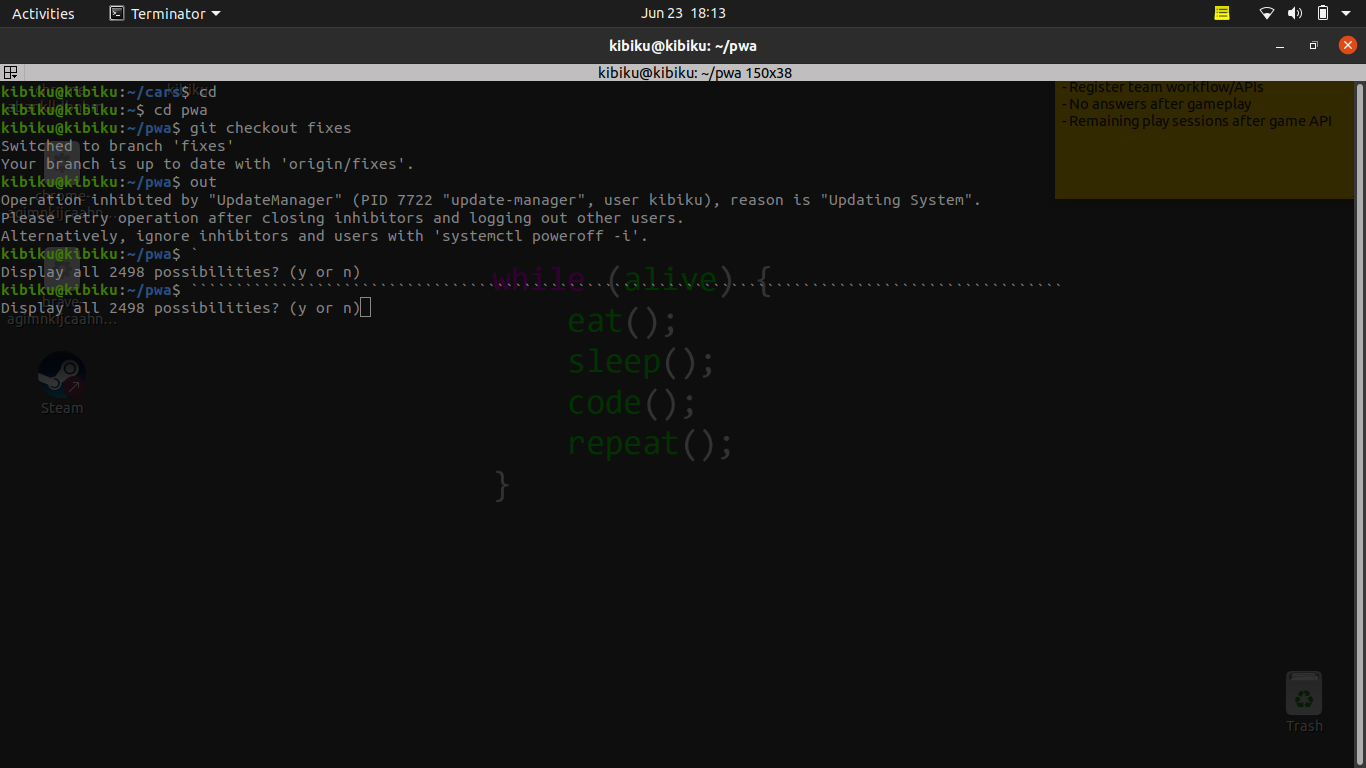 Activities
Terminator
Jun 23 18:13
kibiku@kibiku: ~/pwa
kibiku@kibiku: ~/pwa 150x38
kibiku@kibiku:~/cars$ cd
kibiku@kibiku:~$ cd pwa
kibiku@kibiku:~/pwa$ git checkout fixes
Switched to branch 'fixes'
Your branch is up to date with 'origin/fixes'.
kibiku@kibiku:~/pwa$ out
Operation inhibited by "UpdateManager" (PID 7722 "update-manager", user kibiku), reason is "Updating System".
Please retry operation after closing inhibitors and logging out other users.
Alternatively, ignore inhibitors and users with 'systemctl poweroff -i'.
kibiku@kibiku:~/pwa$ `
Display all 2498 possibilities? (y or n)
kibiku@kibiku:~/pwa$ `````````````````````````````````````````````````````````````````````````````````````````````````
Display all 2498 possibilities? (y or n)
- Register team workflow/APIs
- No answers after gameplay
- Remaining play sessions after game API
while (alive) {
eat();
sleep();
code();
repeat();
}
agimnkijcaahn...
Steam
Trash